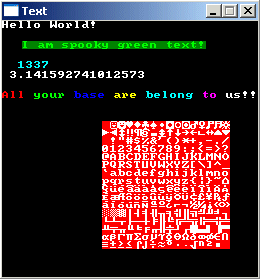 Text
Hello World!
I am spooky green text!
1337
3.141592741012573
All your base are belong to us!!
!"#$%&'()*+,-./
0123456789:;<=>?
@ABCDEFGHIJKLMNO
PQRSTUVWXYZ[\]^_
`abcdefghijklmno
pqrstuvwxyz{|}~